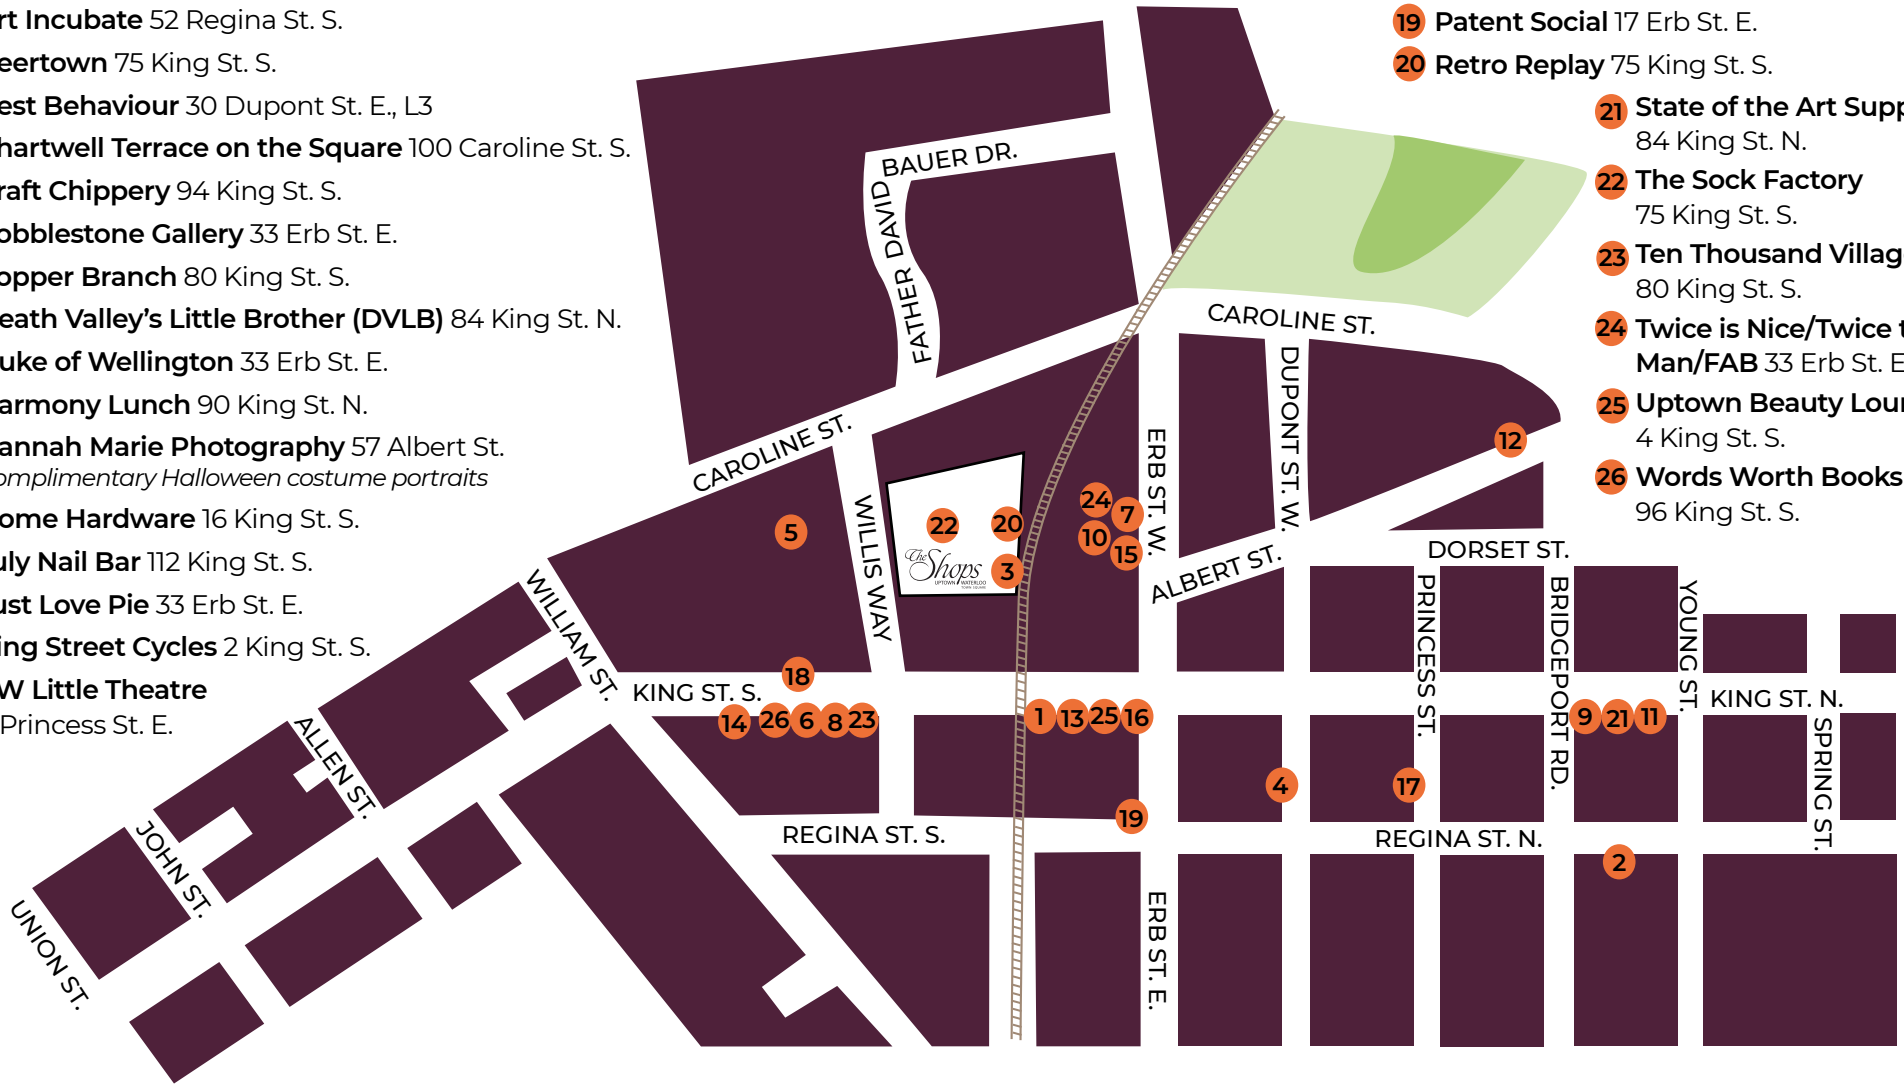 rt Incubate 52 Regina St. S.
eertown 75 King St. S.
est Behaviour 30 Dupont St. E., L3
hartwell Terrace on the Square 100 Caroline St. S.
raft Chippery 94 King St. S.
obblestone Gallery 33 Erb St. E.
opper Branch 80 King St. S.
eath Valley’s Little Brother (DVLB) 84 King St. N.
uke of Wellington 33 Erb St. E.
armony Lunch 90 King St. N.
annah Marie Photography 57 Albert St.
omplimentary Halloween costume portraits
ome Hardware 16 King St. S.
uly Nail Bar 112 King St. S.
ust Love Pie 33 Erb St. E.
ing Street Cycles 2 King St. S.
W Little Theatre
Princess St. E.
19 Patent Social 17 Erb St. E.
20 Retro Replay 75 King St. S.
21 State of the Art Supp
84 King St. N.
22 The Sock Factory
75 King St. S.
23 Ten Thousand Villag
80 King St. S.
24 Twice is Nice/Twice t
Man/FAB 33 Erb St. E
25 Uptown Beauty Lour
4 King St. S.
26 Words Worth Books
96 King St. S.
BAUER DR.
FATHER DAVID
CAROLINE ST.
CAROLINE ST.
DUPONT ST. W.
ERB ST. W.
WILLIS WAY
ALBERT ST.
DORSET ST.
WILLIAM ST.
PRINCESS ST.
BRIDGEPORT RD.
YOUNG ST.
KING ST. S.
KING ST. N.
SPRING ST.
ALLEN ST.
JOHN ST.
UNION ST.
REGINA ST. S.
REGINA ST. N.
ERB ST. E.
The Shops
UPTOWN WATERLOO
TOWN SQUARE
12
5
22
20
3
24
7
10
15
18
14
26
6
8
23
1
13
25
16
9
21
11
4
17
19
2